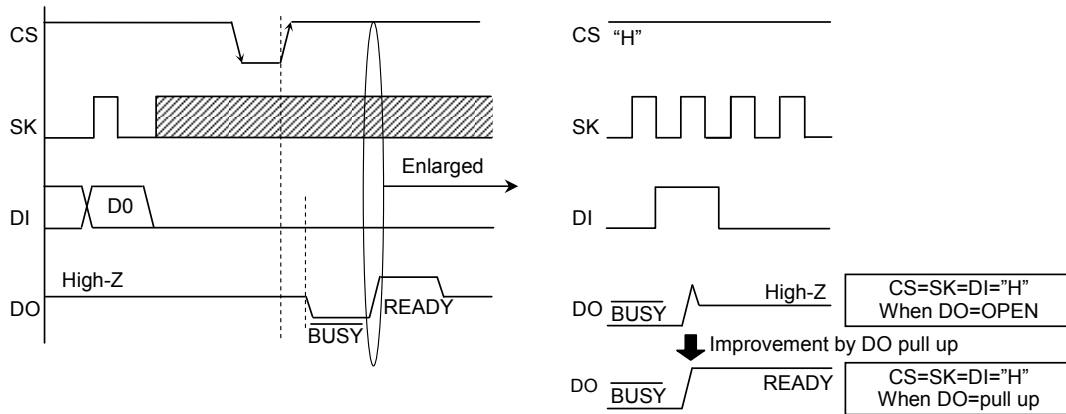 CS
SK
DI
D0
Enlarged
DO
High-Z
BUSY
READY
CS "H"
SK
DI
DO
BUSY
High-Z
CS=SK=DI="H"
When DO=OPEN
Improvement by DO pull up
DO
BUSY
READY
CS=SK=DI="H"
When DO=pull up